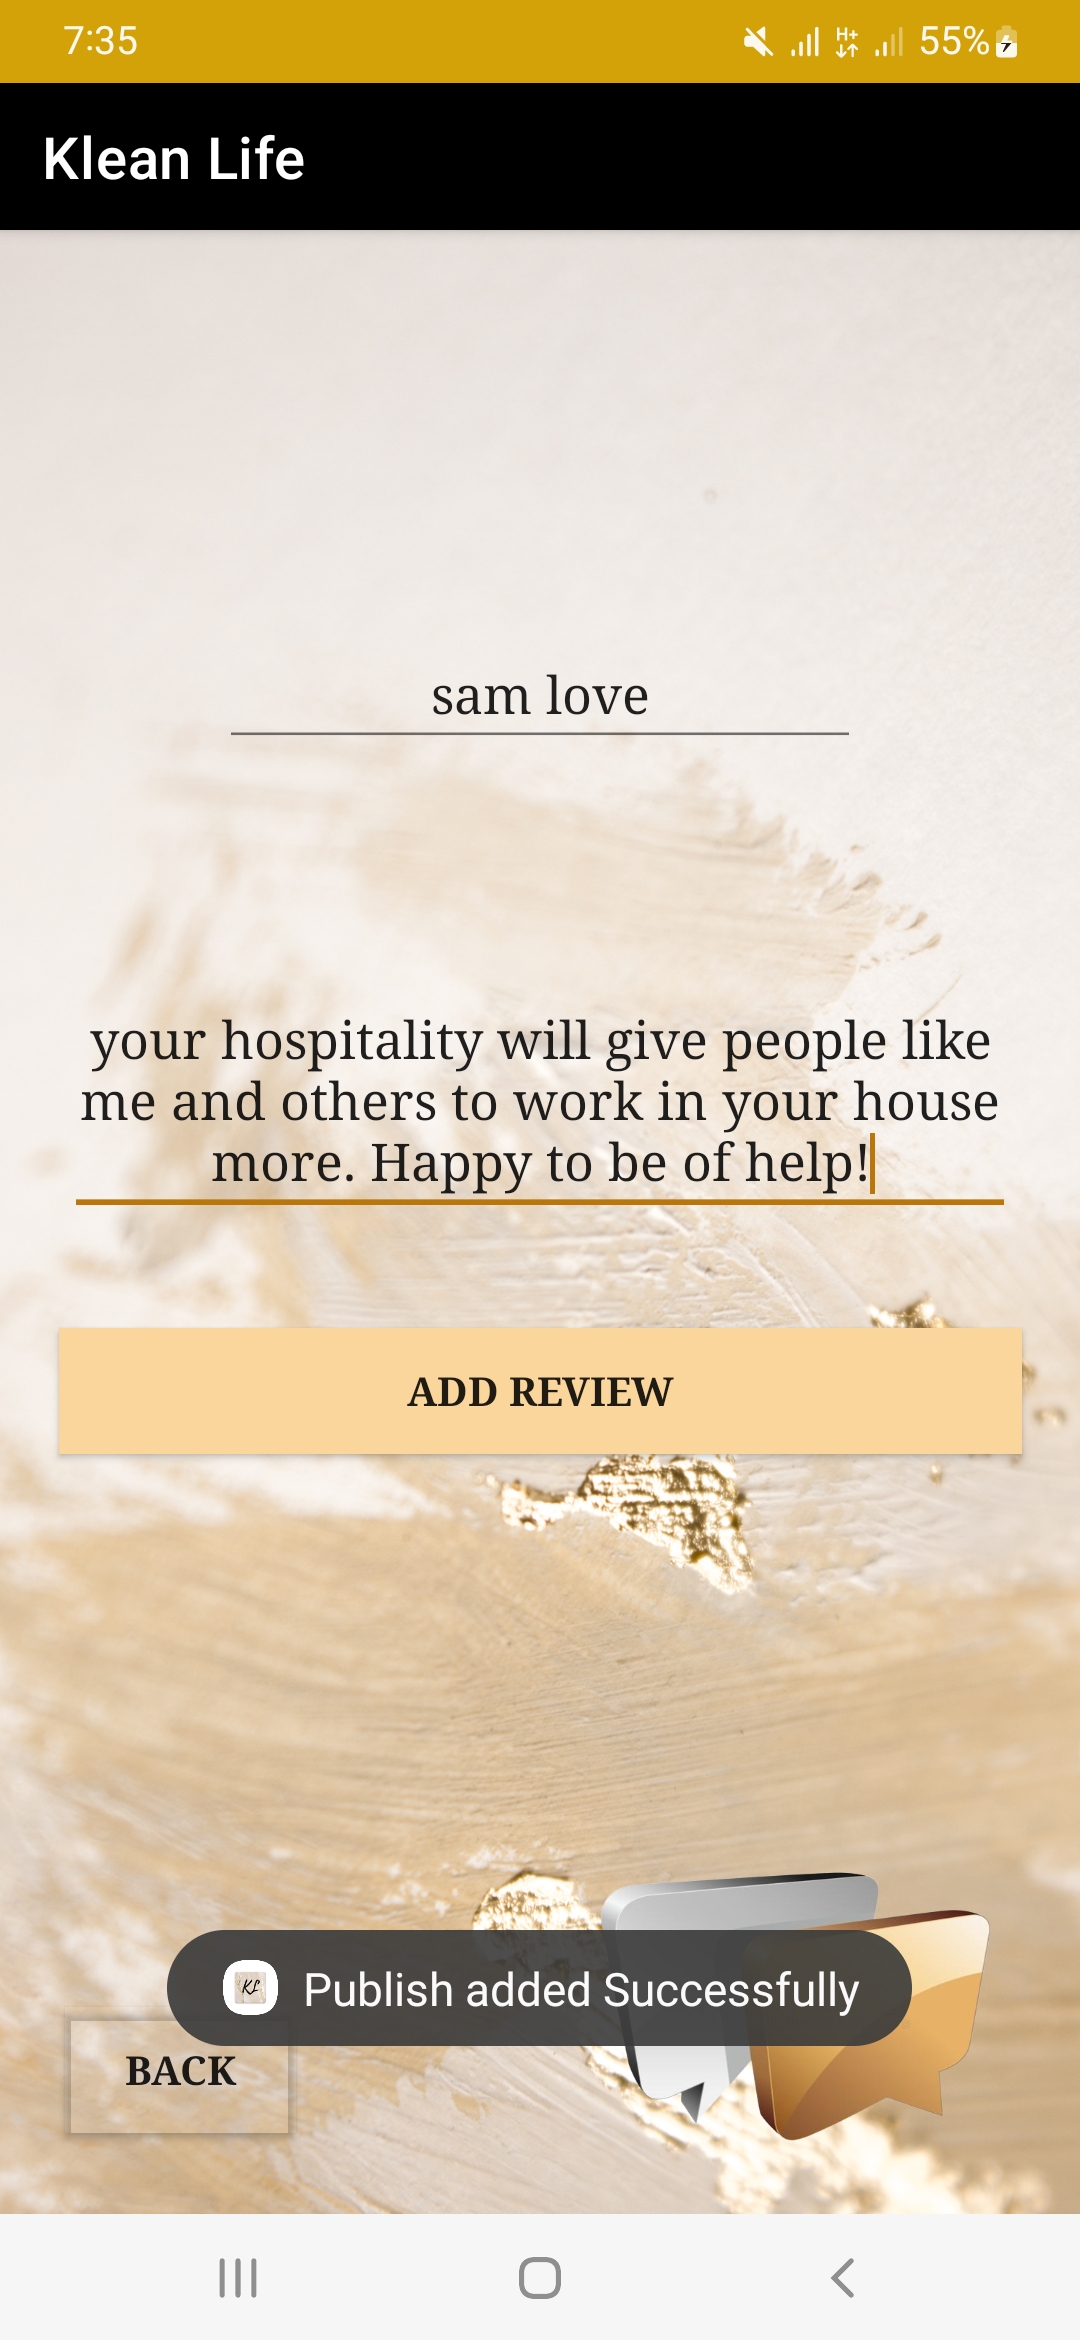 7:35
H+
55%
Klean Life
sam love
your hospitality will give people like
me and others to work in your house
more. Happy to be of help!
ADD REVIEW
KL
Publish added Successfully
BACK